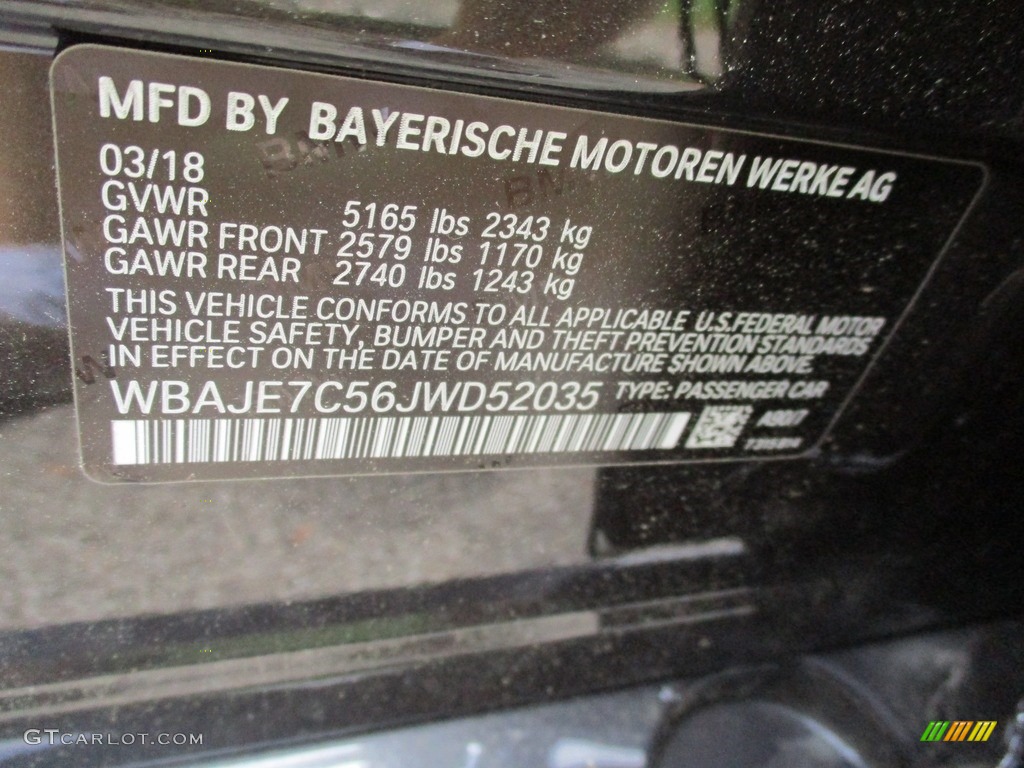 MFD BY BAYERISCHE MOTOREN WERKE AG
03/18
GVWR 5165 lbs 2343 kg
GAWR FRONT 2579 lbs 1170 kg
GAWR REAR 2740 lbs 1243 kg
THIS VEHICLE CONFORMS TO ALL APPLICABLE U.S.FEDERAL MOTOR
VEHICLE SAFETY, BUMPER AND THEFT PREVENTION STANDARDS
IN EFFECT ON THE DATE OF MANUFACTURE SHOWN ABOVE.
WBAJE7C56JWD52035 TYPE: PASSENGER CAR
GTCARLOT.COM